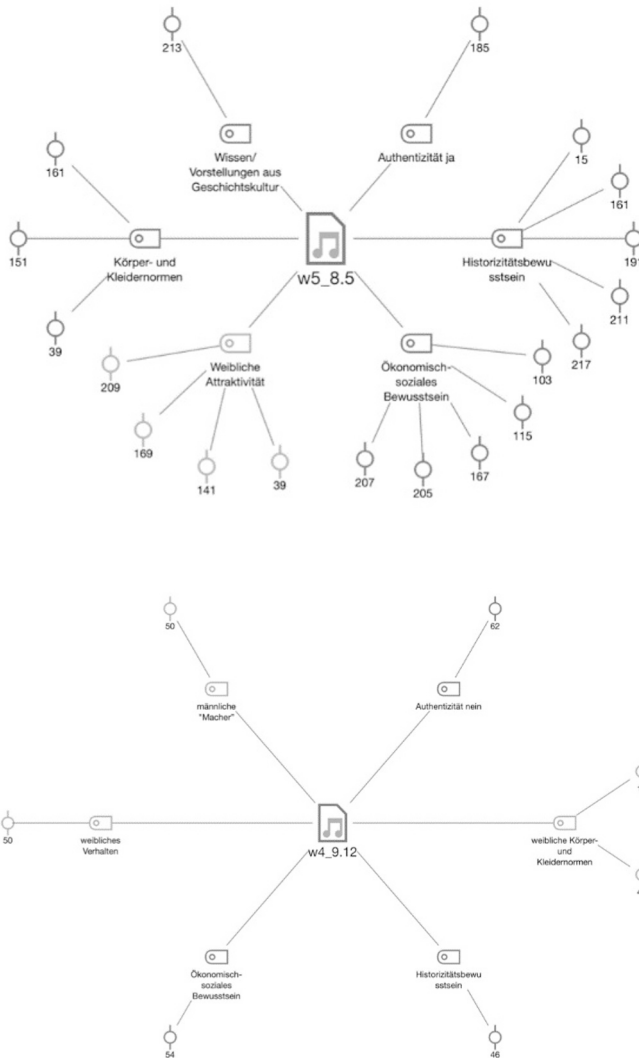 213
185
Wissen/
Vorstellungen aus
Geschichtskultur
Authentizität ja
15
161
161
151
Körper- und
Kleidernormen
w5_8.5
Historizitätsbewu
sstsein
191
211
39
217
209
Weibliche
Attraktivität
Ökonomisch-
soziales
Bewusstsein
103
115
169
141
39
207
205
167
50
62
männliche
"Macher"
Authentizität nein
50
weibliches
Verhalten
w4_9.12
weibliche Körper-
und
Kleidernormen
Ökonomisch-
soziales
Bewusstsein
Historizitätsbewu
sstsein
54
46